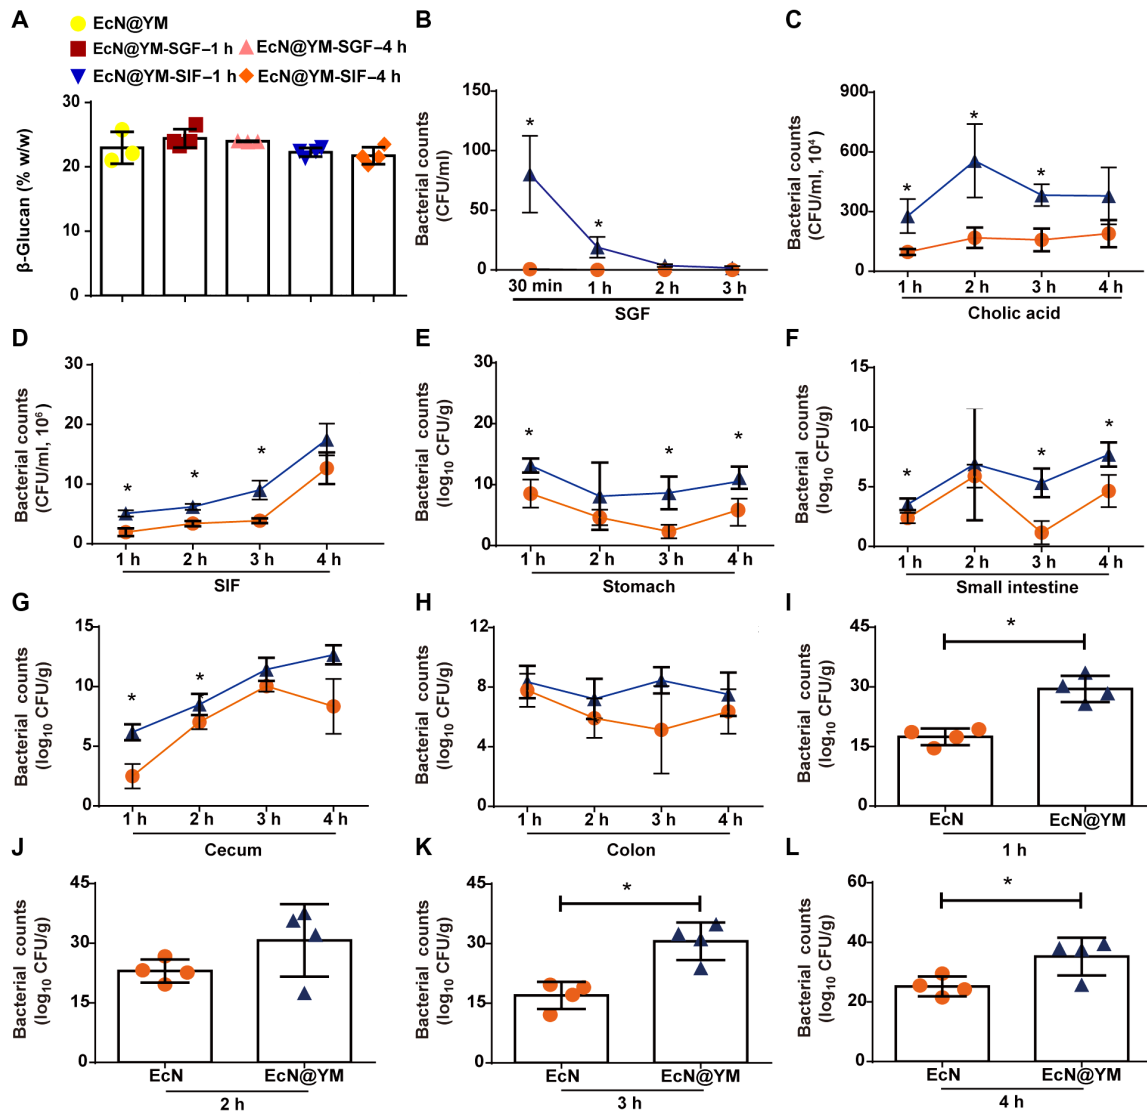 A
EcN@YM
EcN@YM-SGF–1 h
EcN@YM-SGF–4 h
EcN@YM-SIF–1 h
EcN@YM-SIF–4 h
β-Glucan (% w/w)
30
20
10
0
B
Bacterial counts
(CFU/ml)
150
100
50
0
*
*
30 min
1 h
2 h
3 h
SGF
C
Bacterial counts
(CFU/ml, 10⁴)
900
600
300
0
*
*
*
1 h
2 h
3 h
4 h
Cholic acid
D
Bacterial counts
(CFU/ml, 10⁶)
30
20
10
0
*
*
*
1 h
2 h
3 h
4 h
SIF
E
Bacterial counts
(log₁₀ CFU/g)
30
20
10
0
*
*
*
1 h
2 h
3 h
4 h
Stomach
F
Bacterial counts
(log₁₀ CFU/g)
15
10
5
0
*
*
*
1 h
2 h
3 h
4 h
Small intestine
G
Bacterial counts
(log₁₀ CFU/g)
15
10
5
0
*
*
1 h
2 h
3 h
4 h
Cecum
H
Bacterial counts
(log₁₀ CFU/g)
12
8
4
0
1 h
2 h
3 h
4 h
Colon
I
Bacterial counts
(log₁₀ CFU/g)
45
30
15
0
*
EcN
EcN@YM
1 h
J
Bacterial counts
(log₁₀ CFU/g)
45
30
15
0
EcN
EcN@YM
2 h
K
Bacterial counts
(log₁₀ CFU/g)
45
30
15
0
*
EcN
EcN@YM
3 h
L
Bacterial counts
(log₁₀ CFU/g)
60
40
20
0
*
EcN
EcN@YM
4 h